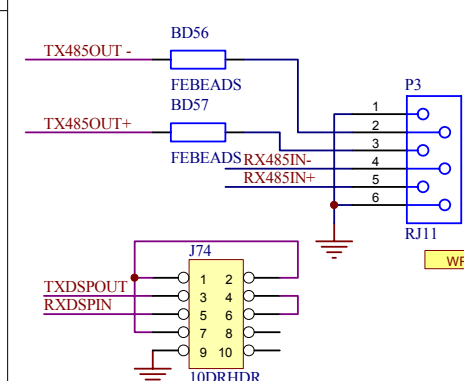 BD56
TX485OUT -
FEBEADS
BD57
TX485OUT+
FEBEADS
P3
1
2
3
RX485IN- 4
RX485IN+ 5
6
RJ11
J74
1 2
TXDSPOUT 3 4
RXDSPIN 5 6
7 8
9 10
10DRHDR